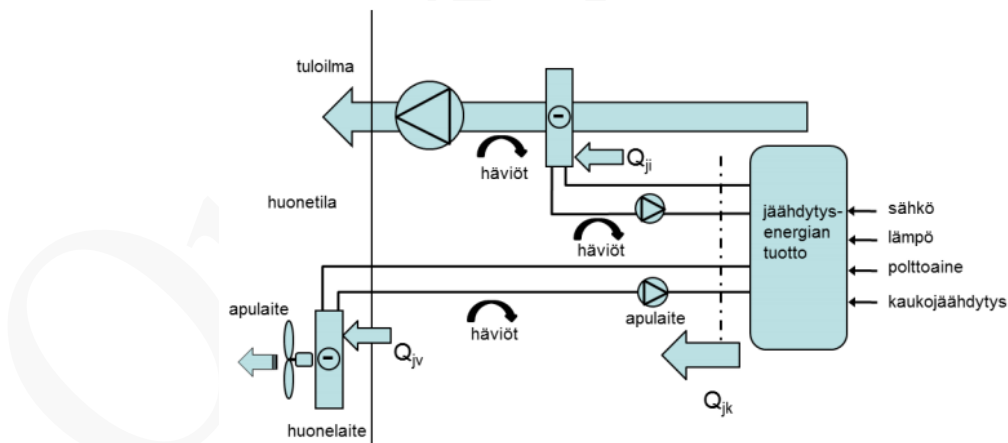 tuloilma
häviöt
Q_ji
huonetila
häviöt
jäähdytys-
energian
tuotto
sähkö
lämpö
polttoaine
kaukojäähdytys
apulaite
häviöt
apulaite
Q_jv
Q_jk
huonelaite